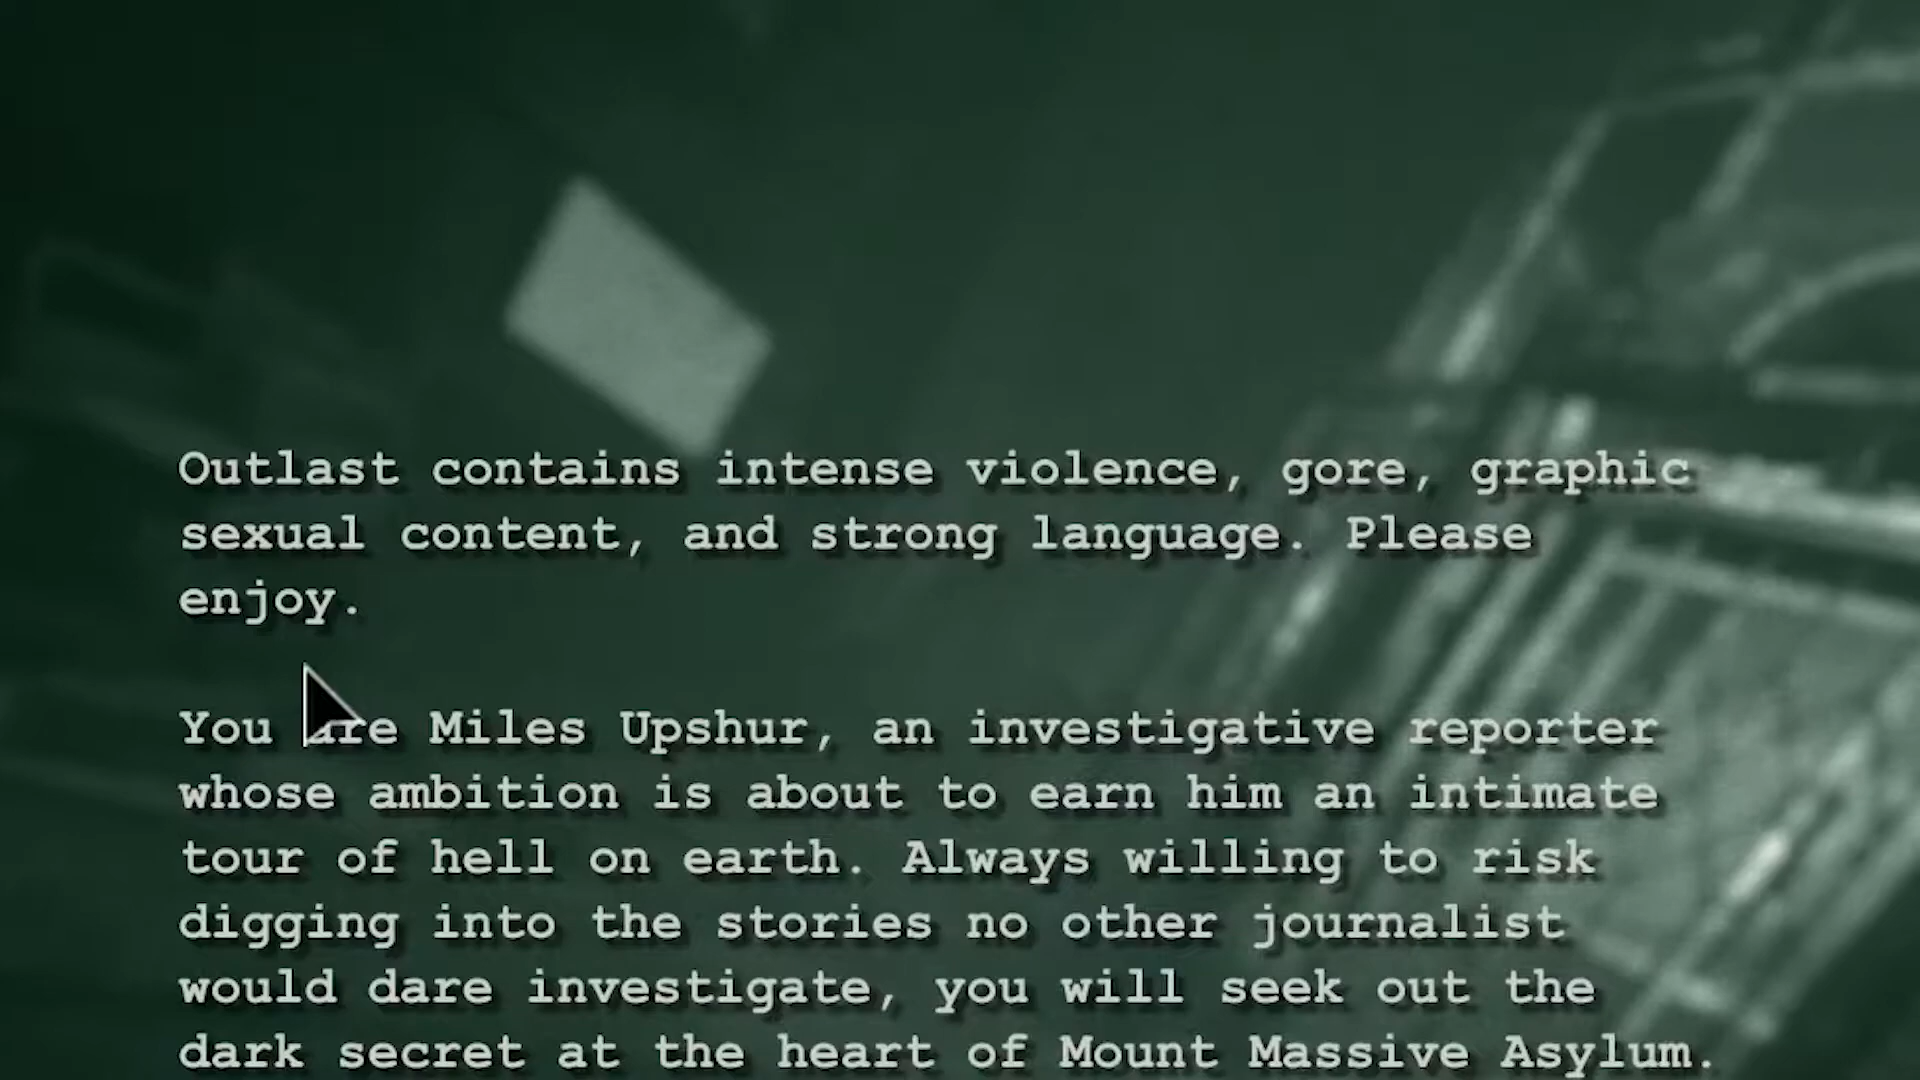 Outlast contains intense violence, gore, graphic
sexual content, and strong language. Please
enjoy.
You are Miles Upshur, an investigative reporter
whose ambition is about to earn him an intimate
tour of hell on earth. Always willing to risk
digging into the stories no other journalist
would dare investigate, you will seek out the
dark secret at the heart of Mount Massive Asylum.